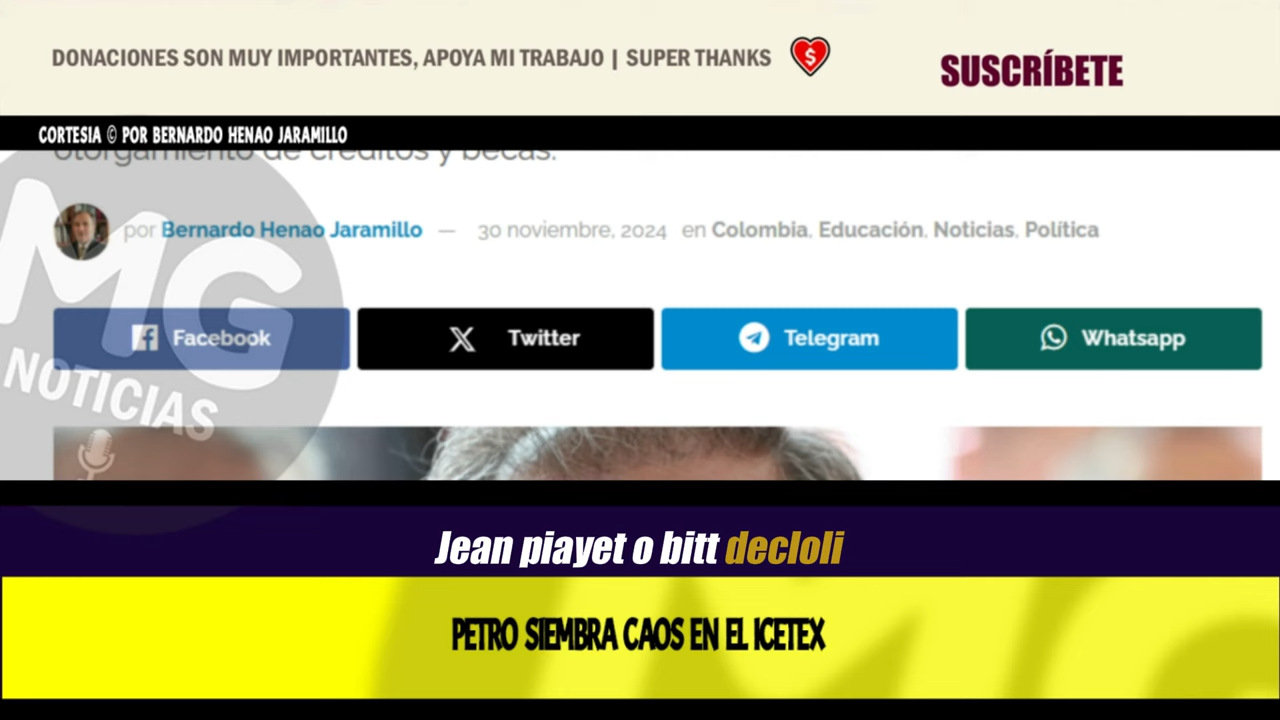 DONACIONES SON MUY IMPORTANTES, APOYA MI TRABAJO | SUPER THANKS
SUSCRÍBETE
CORTESIA © POR BERNARDO HENAO JARAMILLO
otorgamiento de créditos y becas.
por Bernardo Henao Jaramillo — 30 noviembre, 2024 en Colombia, Educación, Noticias, Política
Facebook
Twitter
Telegram
Whatsapp
MG
NOTICIAS
Jean piayet o bitt decloli
PETRO SIEMBRA CAOS EN EL ICETEX